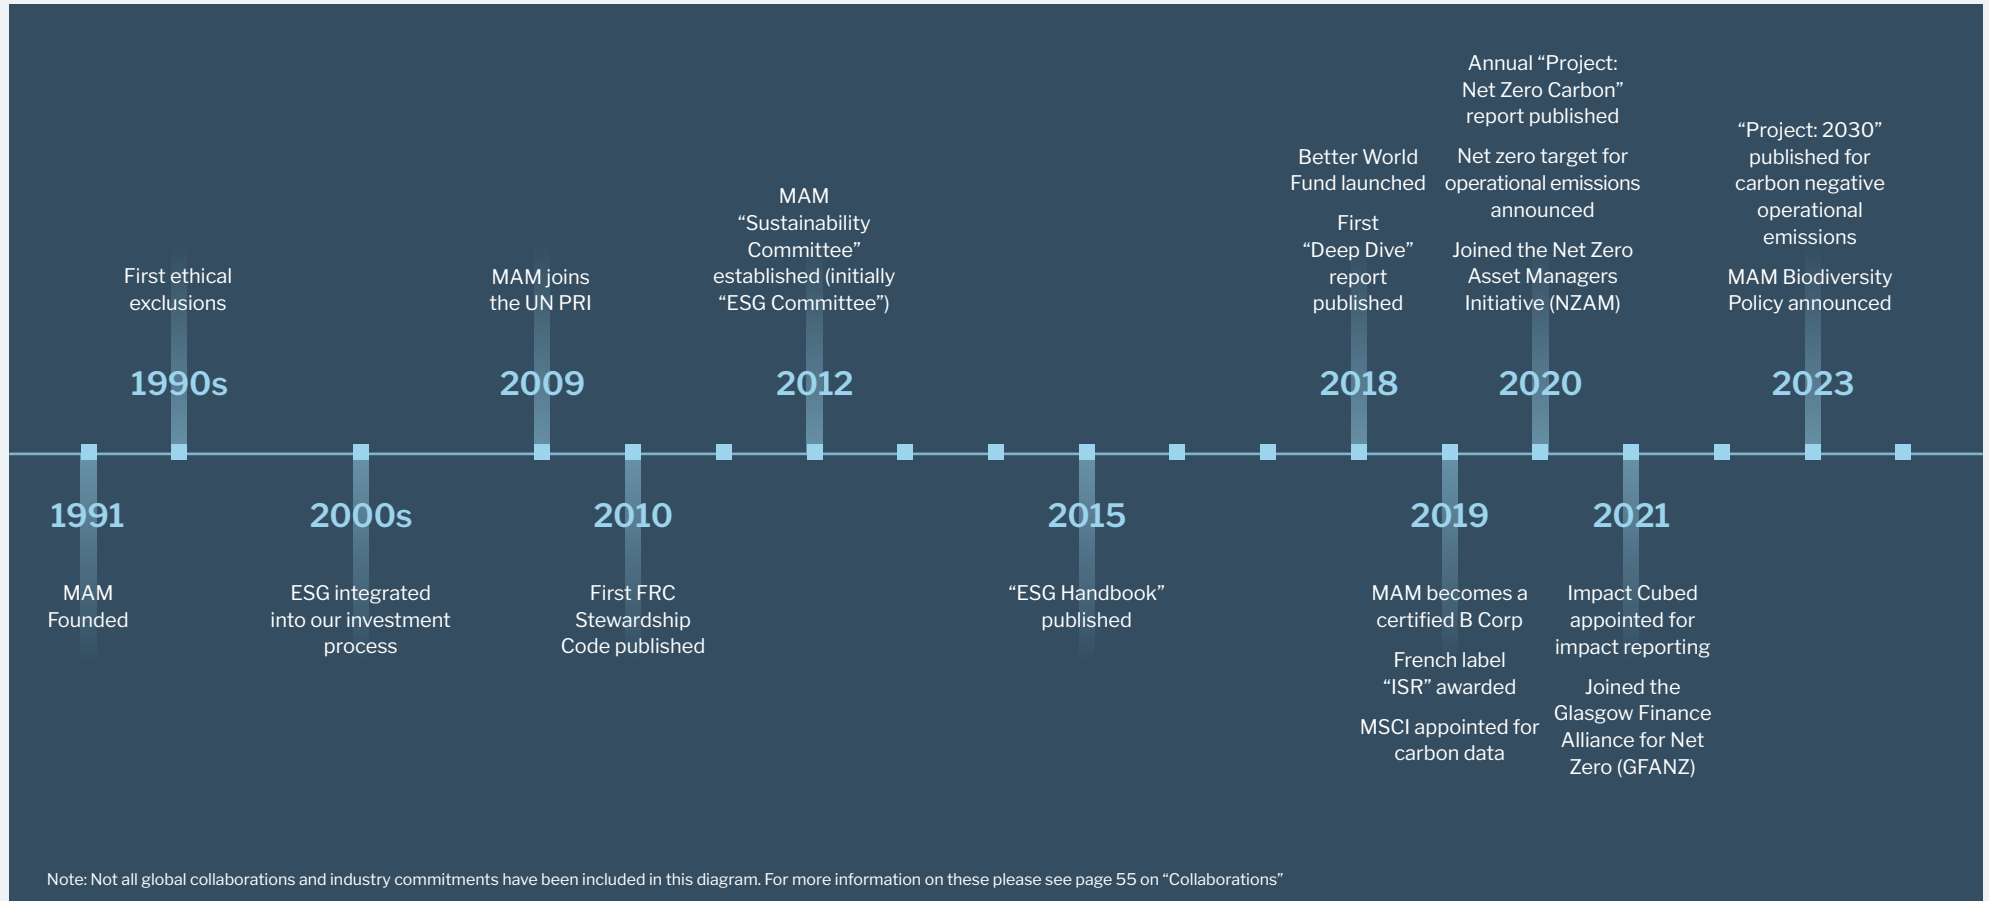 1991
MAM
Founded
First ethical
exclusions
1990s
2000s
ESG integrated
into our investment
process
MAM joins
the UN PRI
2009
2010
First FRC
Stewardship
Code published
MAM
“Sustainability
Committee”
established (initially
“ESG Committee”)
2012
2015
“ESG Handbook”
published
Better World
Fund launched
First
“Deep Dive”
report
published
2018
2019
MAM becomes a
certified B Corp
French label
“ISR” awarded
MSCI appointed for
carbon data
Annual “Project:
Net Zero Carbon”
report published
Net zero target for
operational emissions
announced
Joined the Net Zero
Asset Managers
Initiative (NZAM)
2020
2021
Impact Cubed
appointed for
impact reporting
Joined the
Glasgow Finance
Alliance for Net
Zero (GFANZ)
“Project: 2030”
published for
carbon negative
operational
emissions
MAM Biodiversity
Policy announced
2023
Note: Not all global collaborations and industry commitments have been included in this diagram. For more information on these please see page 55 on “Collaborations”